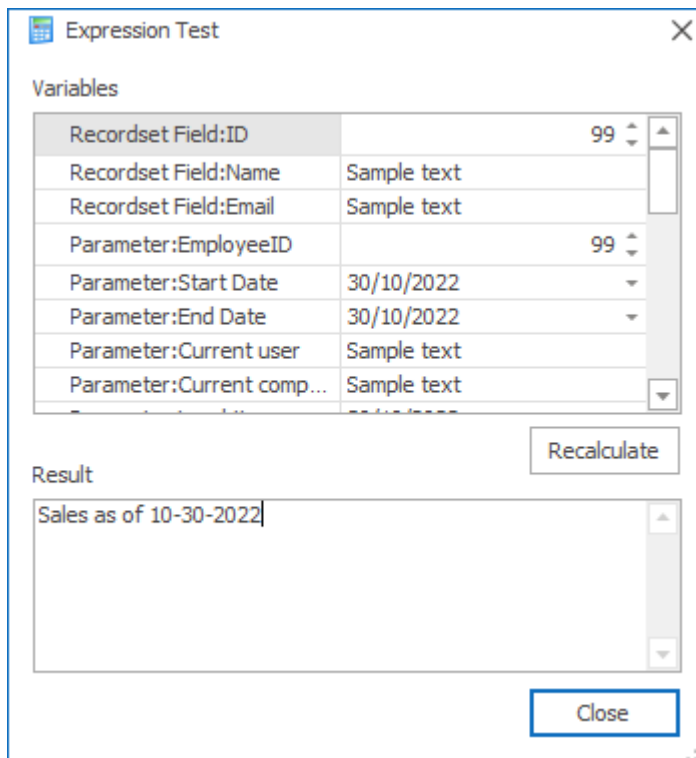 Expression Test
Variables
Recordset Field:ID 99
Recordset Field:Name Sample text
Recordset Field:Email Sample text
Parameter:EmployeeID 99
Parameter:Start Date 30/10/2022
Parameter:End Date 30/10/2022
Parameter:Current user Sample text
Parameter:Current comp... Sample text
Recalculate
Result
Sales as of 10-30-2022
Close